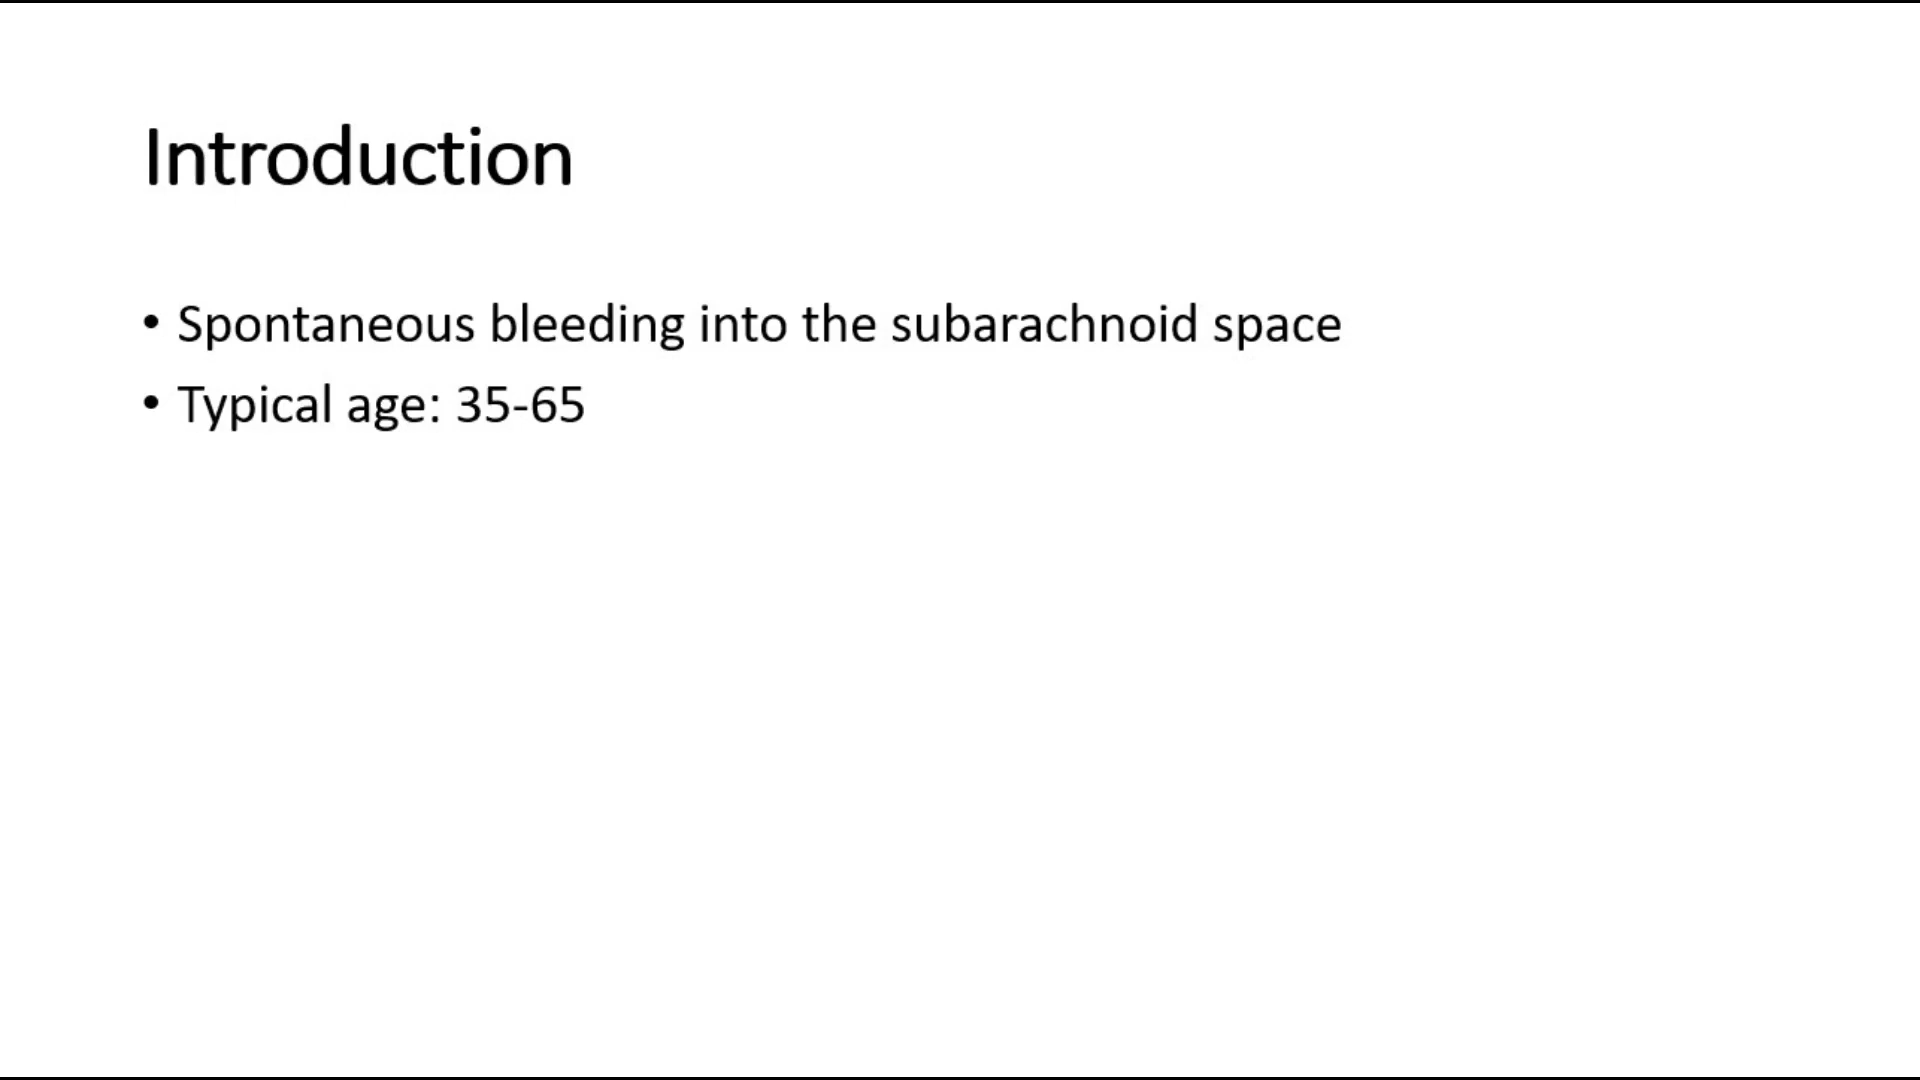 Introduction
• Spontaneous bleeding into the subarachnoid space
• Typical age: 35-65